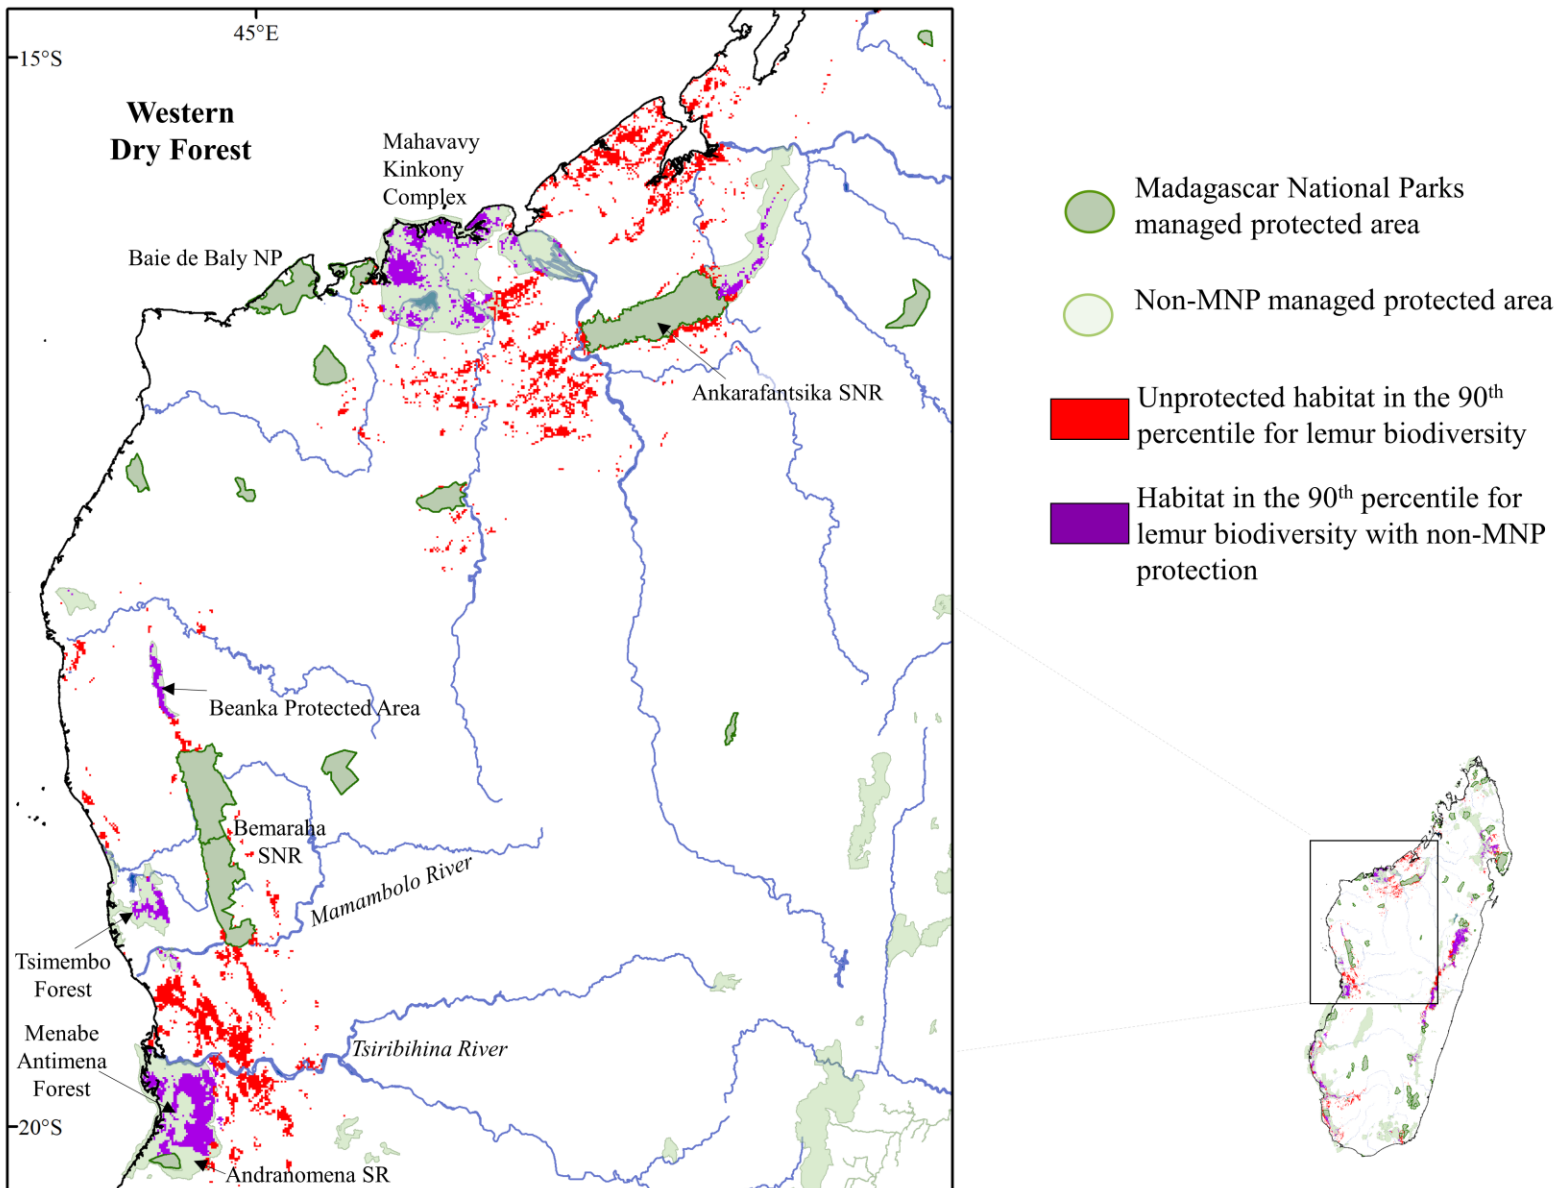 45°E
15°S
Western
Dry Forest
Mahavavy
Kinkony
Complex
Baie de Baly NP
Ankarafantsika SNR
Beanka Protected Area
Bemaraha
SNR
Mamambolo River
Tsimembo
Forest
Menabe
Antimena
Forest
Tsiribihina River
20°S
Andranomena SR
Madagascar National Parks
managed protected area
Non-MNP managed protected area
Unprotected habitat in the 90th
percentile for lemur biodiversity
Habitat in the 90th percentile for
lemur biodiversity with non-MNP
protection